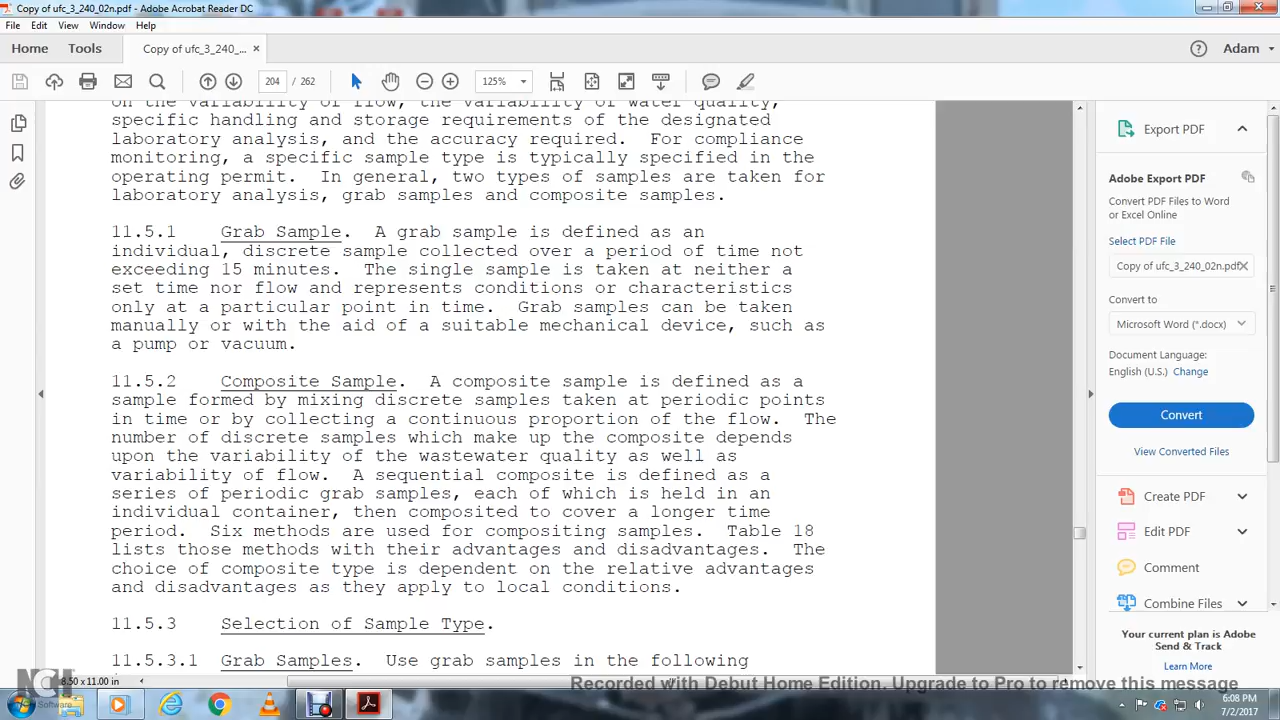 Copy of ufc_3_240_02n.pdf - Adobe Acrobat Reader DC
File Edit View Window Help
Home Tools Copy of ufc_3_240_02n.... × Adam
204 / 262 125%
on the variability of flow, the variability of water quality,
specific handling and storage requirements of the designated
laboratory analysis, and the accuracy required. For compliance
monitoring, a specific sample type is typically specified in the
operating permit. In general, two types of samples are taken for
laboratory analysis, grab samples and composite samples.
11.5.1 Grab Sample. A grab sample is defined as an
individual, discrete sample collected over a period of time not
exceeding 15 minutes. The single sample is taken at neither a
set time nor flow and represents conditions or characteristics
only at a particular point in time. Grab samples can be taken
manually or with the aid of a suitable mechanical device, such as
a pump or vacuum.
11.5.2 Composite Sample. A composite sample is defined as a
sample formed by mixing discrete samples taken at periodic points
in time or by collecting a continuous proportion of the flow. The
number of discrete samples which make up the composite depends
upon the variability of the wastewater quality as well as
variability of flow. A sequential composite is defined as a
series of periodic grab samples, each of which is held in an
individual container, then composited to cover a longer time
period. Six methods are used for compositing samples. Table 18
lists those methods with their advantages and disadvantages. The
choice of composite type is dependent on the relative advantages
and disadvantages as they apply to local conditions.
11.5.3 Selection of Sample Type.
11.5.3.1 Grab Samples. Use grab samples in the following
8.50 x 11.00 in
Export PDF
Adobe Export PDF
Convert PDF Files to Word
or Excel Online
Select PDF File
Copy of ufc_3_240_02n.pdf
Convert to
Microsoft Word (*.docx)
Document Language:
English (U.S.) Change
Convert
View Converted Files
Create PDF
Edit PDF
Comment
Combine Files
Your current plan is Adobe
Send & Track
Learn More
NCH
Software
Recorded with Debut Home Edition. Upgrade to Pro to remove this message
6:08 PM
7/2/2017